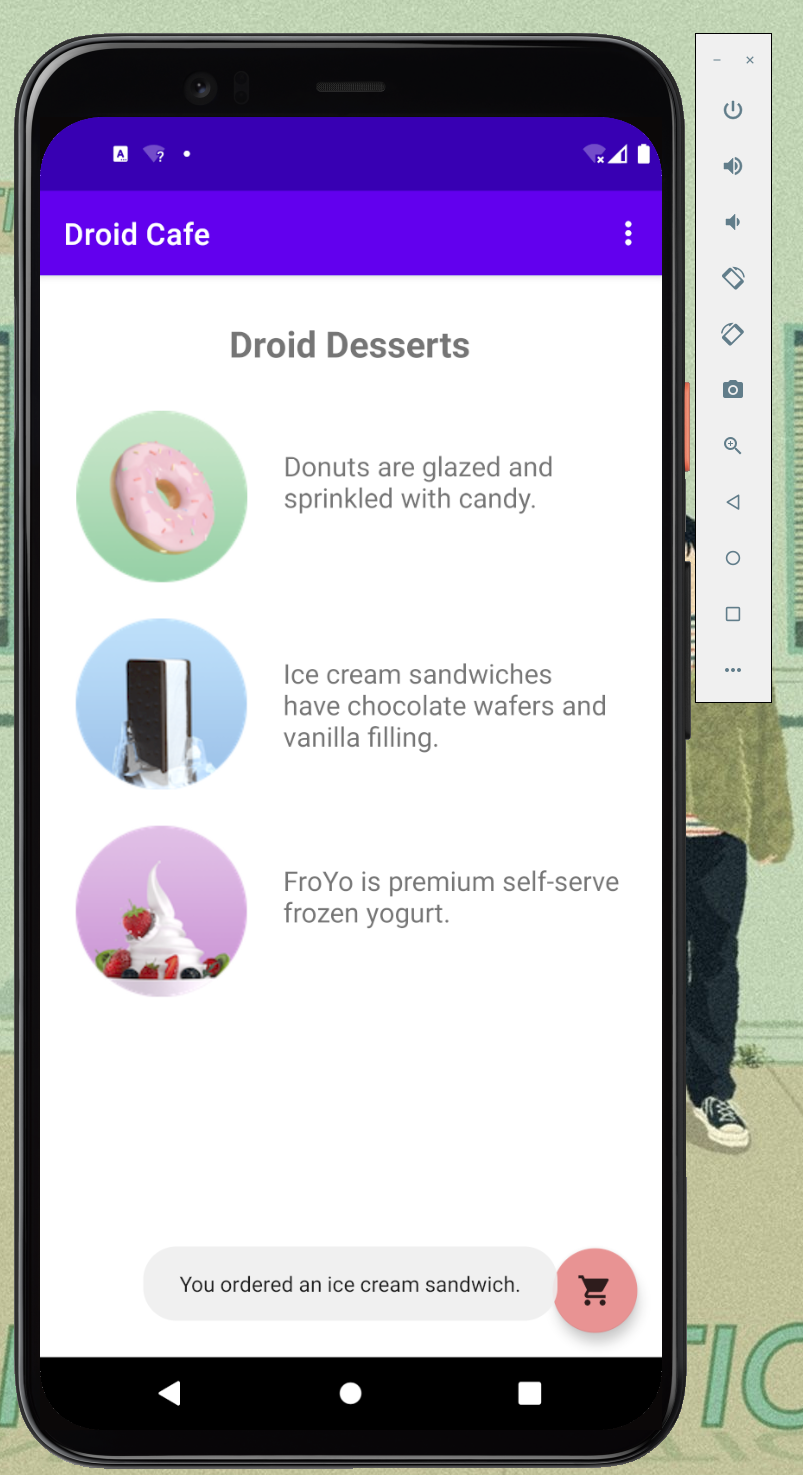 Droid Cafe
Droid Desserts
Donuts are glazed and
sprinkled with candy.
Ice cream sandwiches
have chocolate wafers and
vanilla filling.
FroYo is premium self-serve
frozen yogurt.
You ordered an ice cream sandwich.